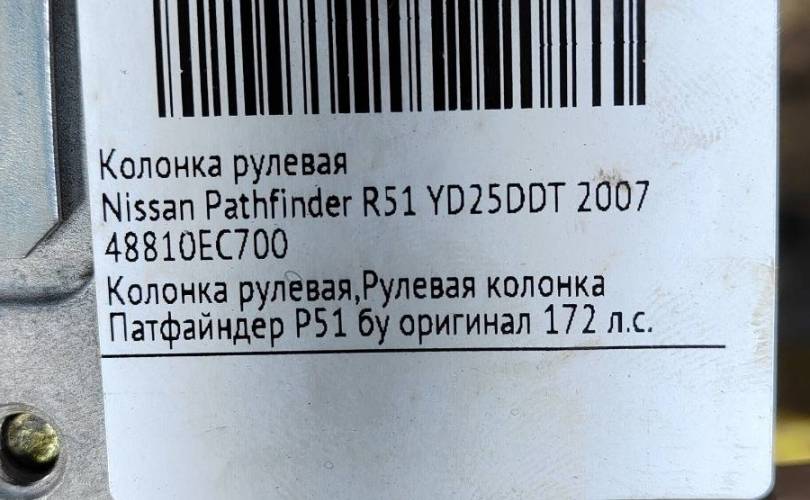 Колонка рулевая
Nissan Pathfinder R51 YD25DDT 2007
48810EC700
Колонка рулевая,Рулевая колонка
Патфайндер Р51 бу оригинал 172 л.с.